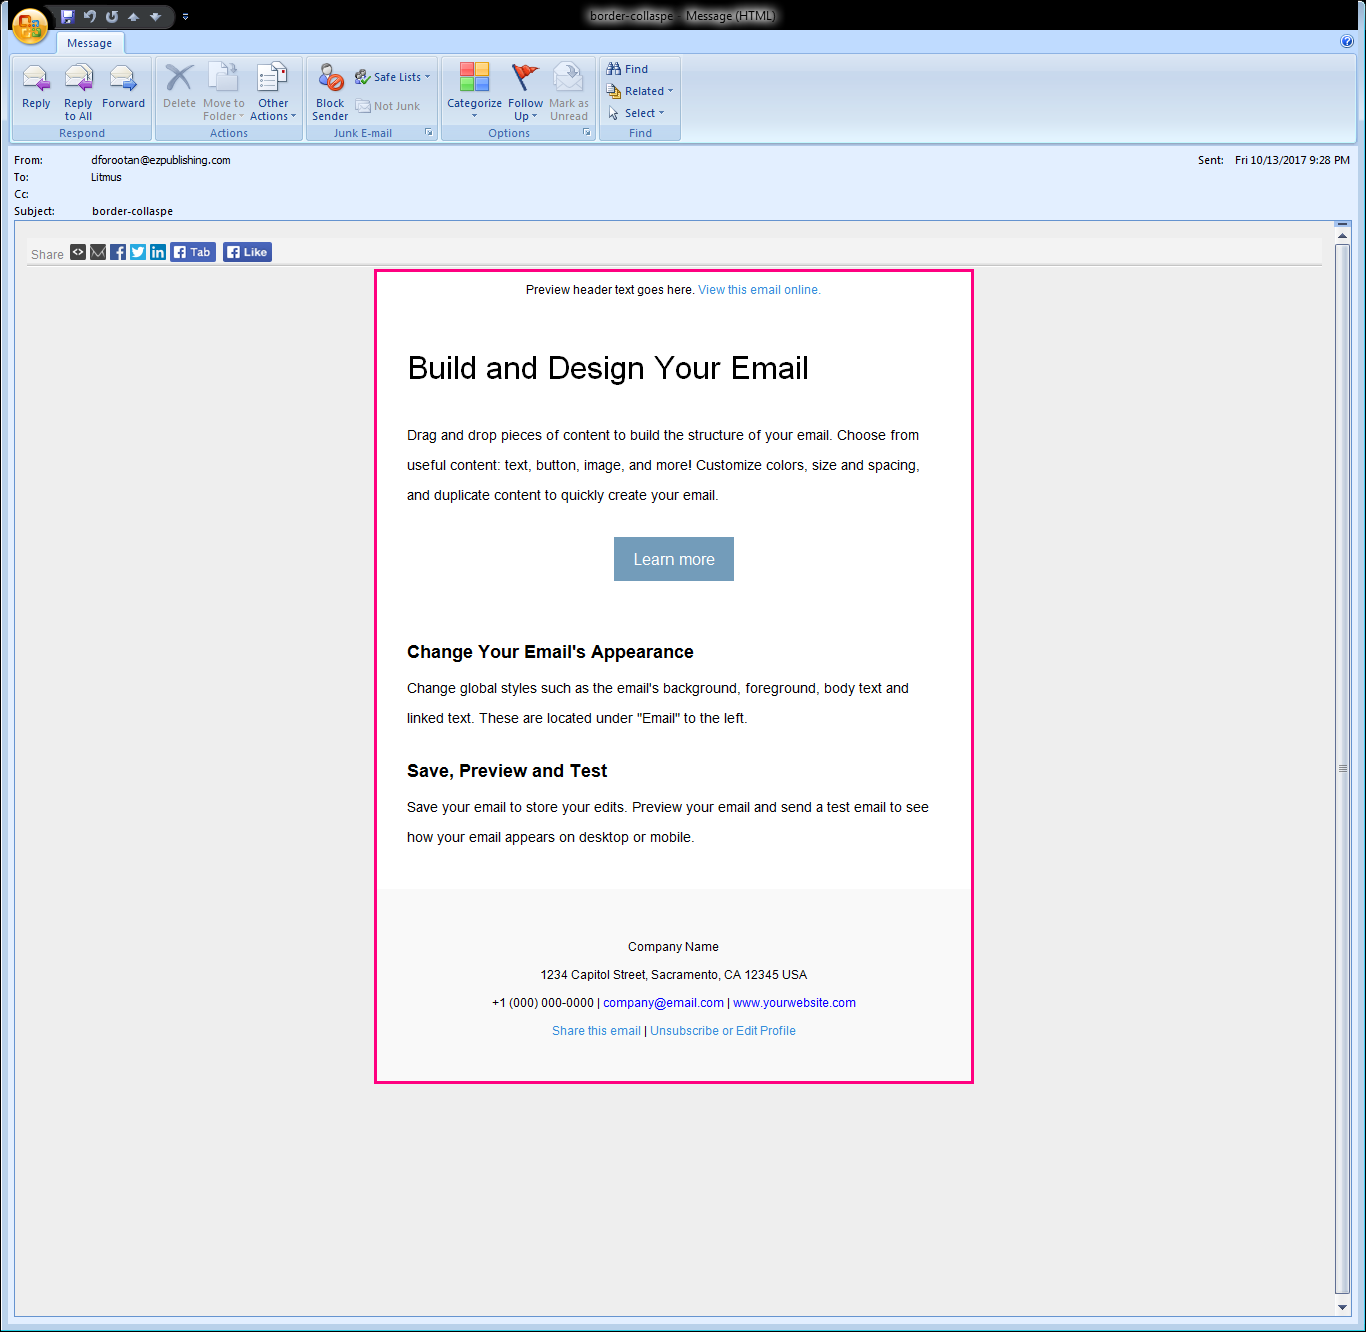 border-collaspe - Message (HTML)
Message
Reply
Reply to All
Forward
Respond
Delete
Move to Folder
Other Actions
Actions
Block Sender
Safe Lists
Not Junk
Junk E-mail
Categorize
Follow Up
Mark as Unread
Options
Find
Related
Select
Find
From: dforootan@ezpublishing.com
Sent: Fri 10/13/2017 9:28 PM
To: Litmus
Cc:
Subject: border-collaspe
Share
Tab
Like
Preview header text goes here. View this email online.
Build and Design Your Email
Drag and drop pieces of content to build the structure of your email. Choose from
useful content: text, button, image, and more! Customize colors, size and spacing,
and duplicate content to quickly create your email.
Learn more
Change Your Email's Appearance
Change global styles such as the email's background, foreground, body text and
linked text. These are located under "Email" to the left.
Save, Preview and Test
Save your email to store your edits. Preview your email and send a test email to see
how your email appears on desktop or mobile.
Company Name
1234 Capitol Street, Sacramento, CA 12345 USA
+1 (000) 000-0000 | company@email.com | www.yourwebsite.com
Share this email | Unsubscribe or Edit Profile